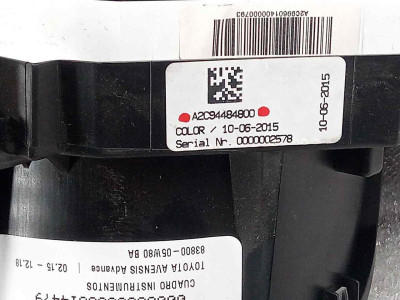 A2C99601400000793
A2C94484800
COLOR / 10-06-2015
Serial Nr. 0000002578
10-06-2015
83800-05W80 BA
TOYOTA AVENSIS Advance | 02.15 - 12.18
CUADRO INSTRUMENTOS